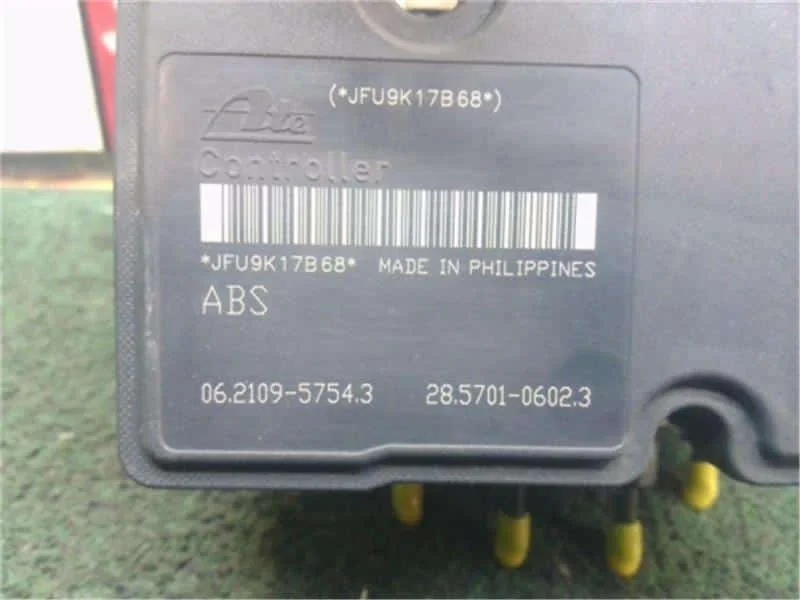 (*JFU9K17B68*)
Ate
Controller
*JFU9K17B68* MADE IN PHILIPPINES
ABS
06.2109-5754.3 28.5701-0602.3